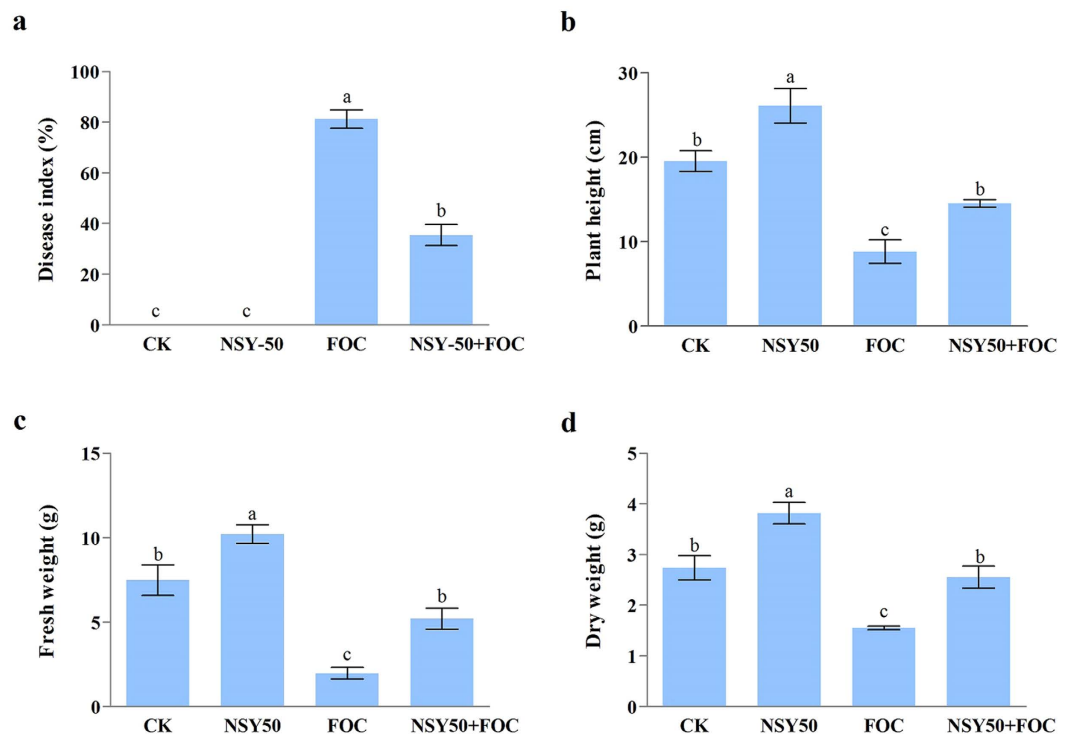 a
Disease index (%)
100
80
60
40
20
0
c
c
a
b
CK NSY-50 FOC NSY-50+FOC
b
Plant height (cm)
30
20
10
0
b
a
c
b
CK NSY50 FOC NSY50+FOC
c
Fresh weight (g)
15
10
5
0
b
a
c
b
CK NSY50 FOC NSY50+FOC
d
Dry weight (g)
5
4
3
2
1
0
b
a
c
b
CK NSY50 FOC NSY50+FOC